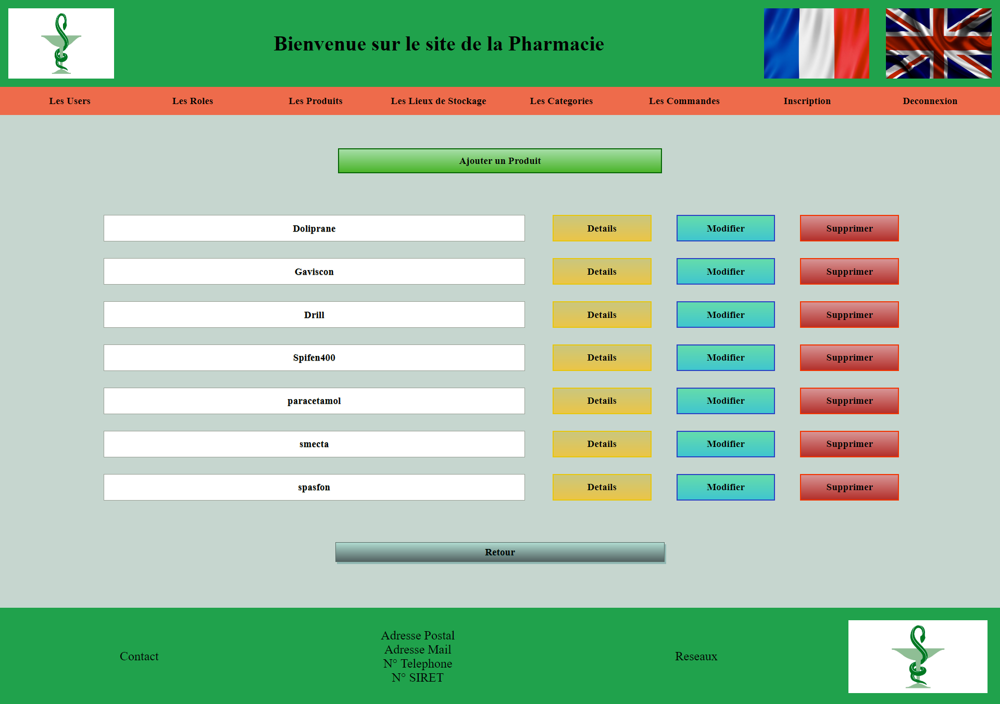 Bienvenue sur le site de la Pharmacie
Les Users Les Roles Les Produits Les Lieux de Stockage Les Categories Les Commandes Inscription Deconnexion
Ajouter un Produit
Doliprane Details Modifier Supprimer
Gaviscon Details Modifier Supprimer
Drill Details Modifier Supprimer
Spifen400 Details Modifier Supprimer
paracetamol Details Modifier Supprimer
smecta Details Modifier Supprimer
spasfon Details Modifier Supprimer
Retour
Contact
Adresse Postal
Adresse Mail
N° Telephone
N° SIRET
Reseaux